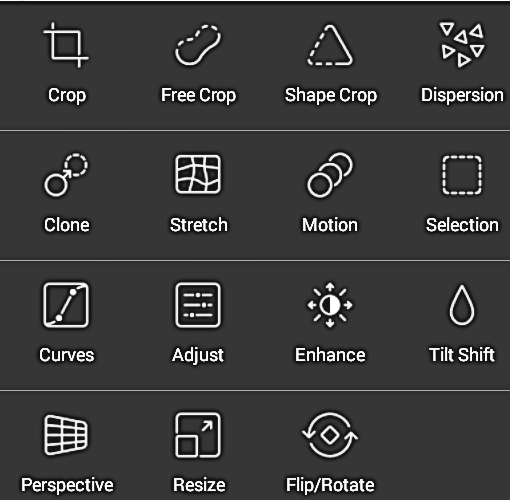 Crop Free Crop Shape Crop Dispersion
Clone Stretch Motion Selection
Curves Adjust Enhance Tilt Shift
Perspective Resize Flip/Rotate